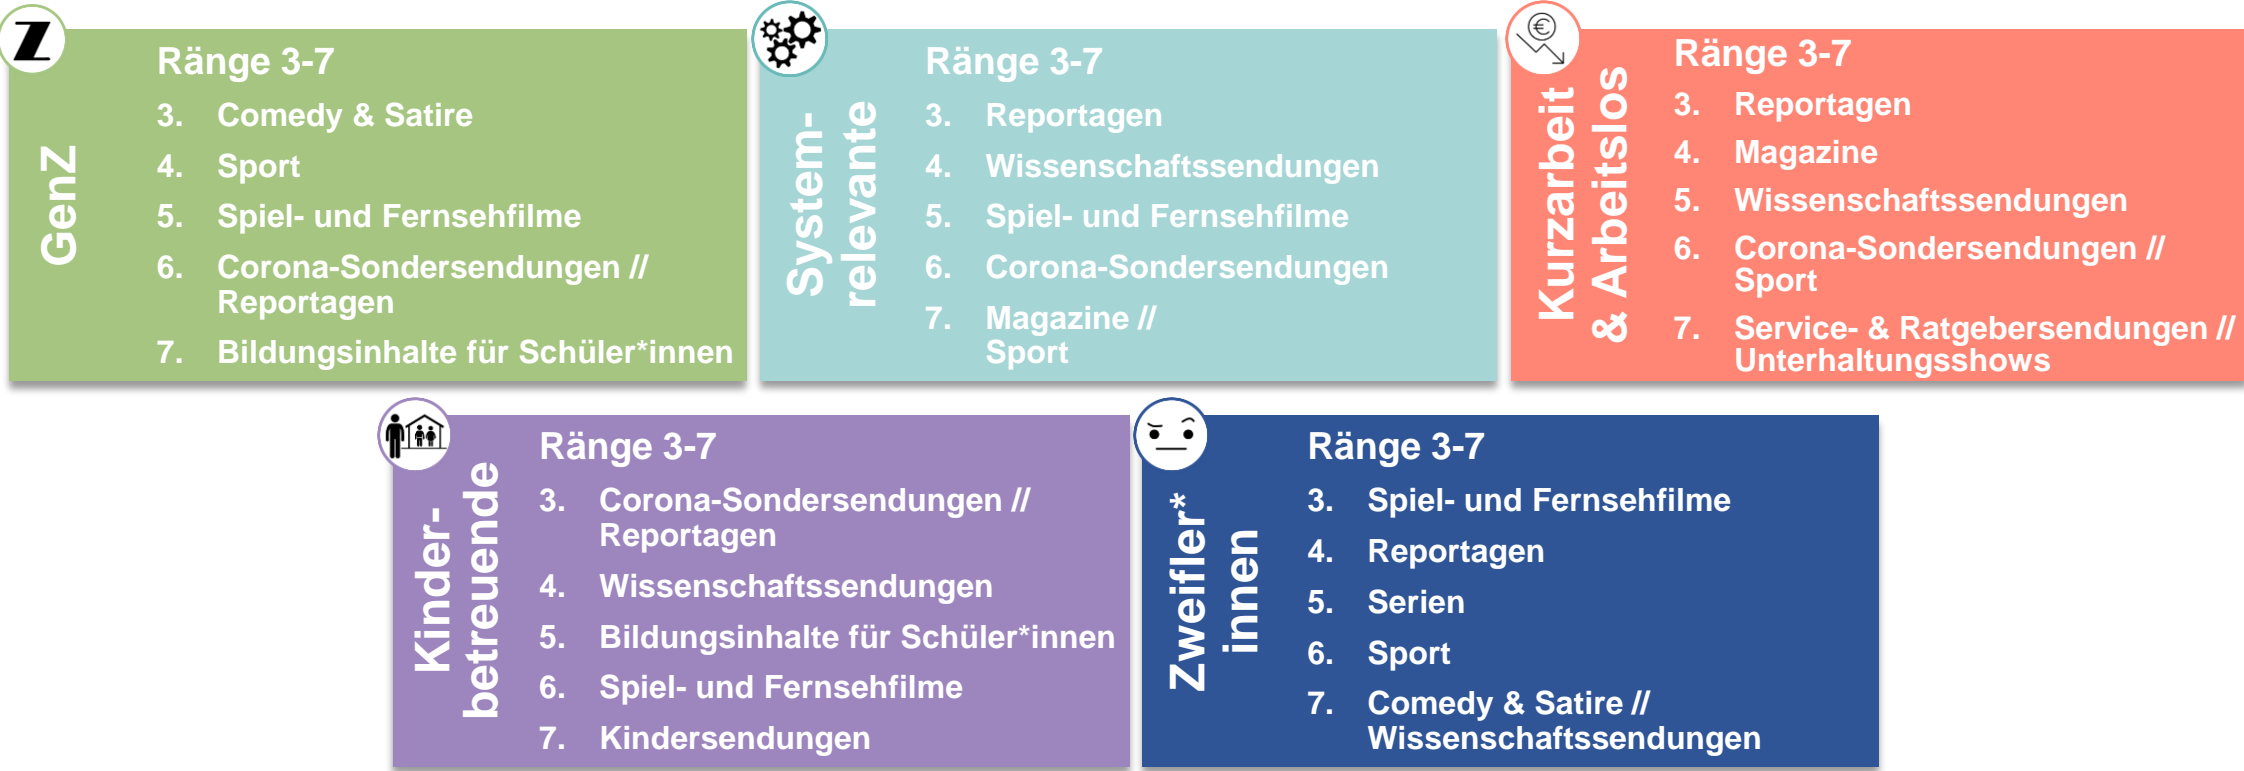 Z
GenZ
Ränge 3-7
3. Comedy & Satire
4. Sport
5. Spiel- und Fernsehfilme
6. Corona-Sondersendungen //
Reportagen
7. Bildungsinhalte für Schüler*innen
System-
relevante
Ränge 3-7
3. Reportagen
4. Wissenschaftssendungen
5. Spiel- und Fernsehfilme
6. Corona-Sondersendungen
7. Magazine //
Sport
€
Kurzarbeit
& Arbeitslos
Ränge 3-7
3. Reportagen
4. Magazine
5. Wissenschaftssendungen
6. Corona-Sondersendungen //
Sport
7. Service- & Ratgebersendungen //
Unterhaltungsshows
Kinder-
betreuende
Ränge 3-7
3. Corona-Sondersendungen //
Reportagen
4. Wissenschaftssendungen
5. Bildungsinhalte für Schüler*innen
6. Spiel- und Fernsehfilme
7. Kindersendungen
Zweifler*
innen
Ränge 3-7
3. Spiel- und Fernsehfilme
4. Reportagen
5. Serien
6. Sport
7. Comedy & Satire //
Wissenschaftssendungen